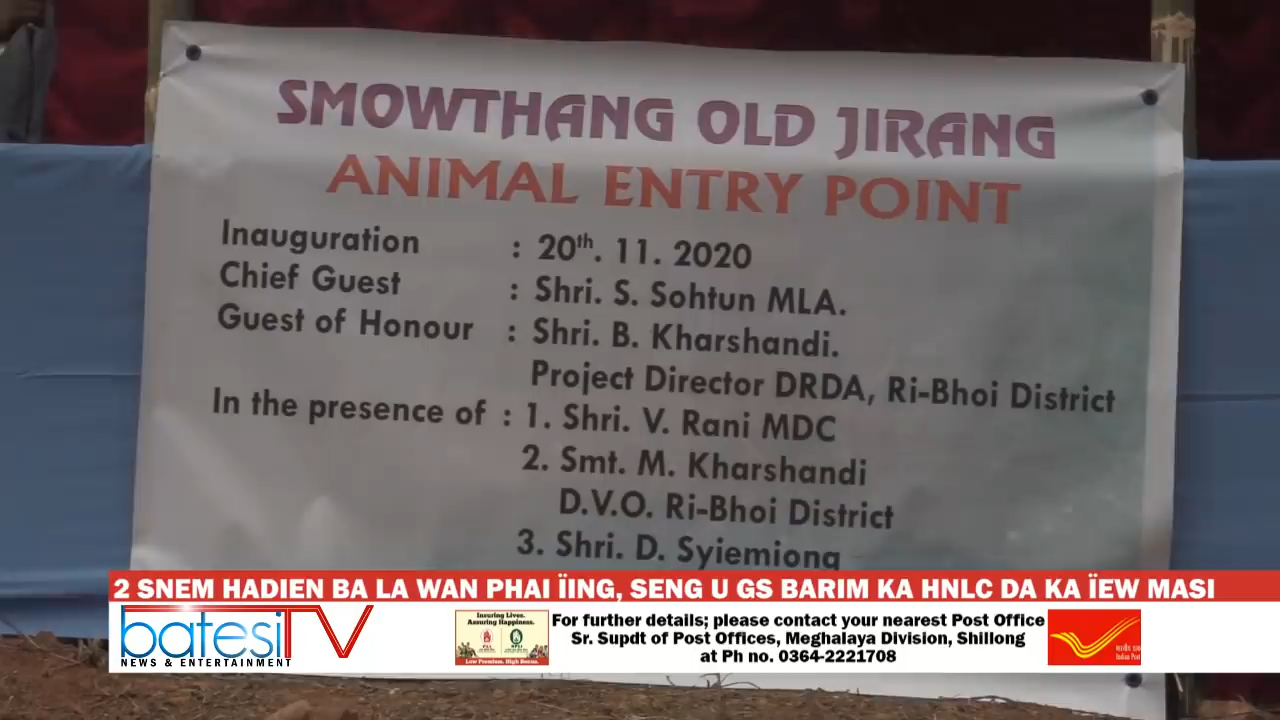 SMOWTHANG OLD JIRANG
ANIMAL ENTRY POINT
Inauguration : 20th. 11. 2020
Chief Guest : Shri. S. Sohtun MLA.
Guest of Honour : Shri. B. Kharshandi.
Project Director DRDA, Ri-Bhoi District
In the presence of : 1. Shri. V. Rani MDC
2. Smt. M. Kharshandi
D.V.O. Ri-Bhoi District
3. Shri. D. Syiemiong
2 SNEM HADIEN BA LA WAN PHAI ÏING, SENG U GS BARIM KA HNLC DA KA ÏEW MASI
batesi TV
NEWS & ENTERTAINMENT
Insuring Lives.
Assuring Happiness.
Low Premium. High Bonus.
For further details; please contact your nearest Post Office
Sr. Supdt of Post Offices, Meghalaya Division, Shillong
at Ph no. 0364-2221708
India Post